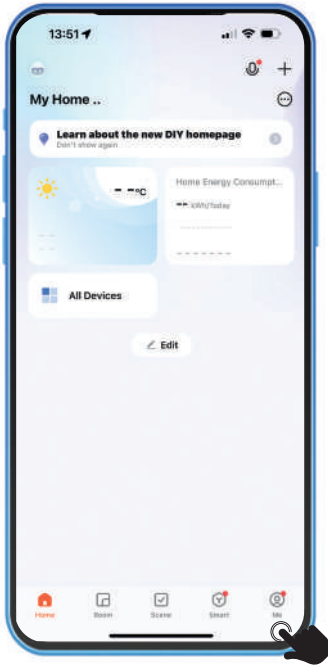 13:51
My Home ..
Learn about the new DIY homepage
Don't show again
- -°C
Home Energy Consumpt...
-- kWh/Today
All Devices
Edit
Home
Room
Scene
Smart
Me